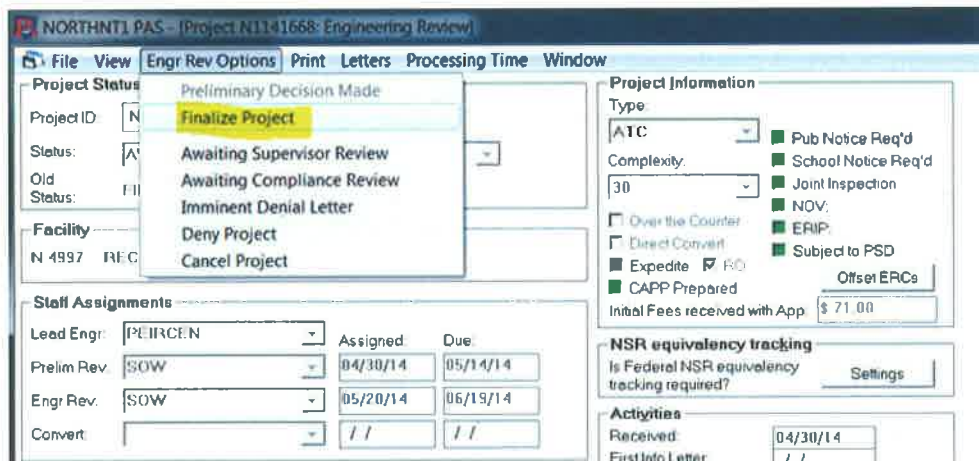 NORTHNT1 PAS - [Project N1141668: Engineering Review]
File View Engr Rev Options Print Letters Processing Time Window
Project Status
Project ID: N
Status: A
Old Status: FI
Preliminary Decision Made
Finalize Project
Awaiting Supervisor Review
Awaiting Compliance Review
Imminent Denial Letter
Deny Project
Cancel Project
Facility
N 4997 REC
Staff Assignments
Assigned: Due:
Lead Engr: PEIRCEN
Prelim Rev. SOW 04/30/14 05/14/14
Engr Rev. SOW 05/20/14 06/19/14
Convert: / / / /
Project Information
Type:
ATC
Complexity:
30
Pub Notice Req'd
School Notice Req'd
Joint Inspection
NOV:
ERIP:
Subject to PSD
Over the Counter
Direct Convert
Expedite RO
CAPP Prepared
Offset ERCs
Initial Fees received with App. $ 71.00
NSR equivalency tracking
Is Federal NSR equivalency
tracking required?
Settings
Activities
Received: 04/30/14
First Info Letter / /